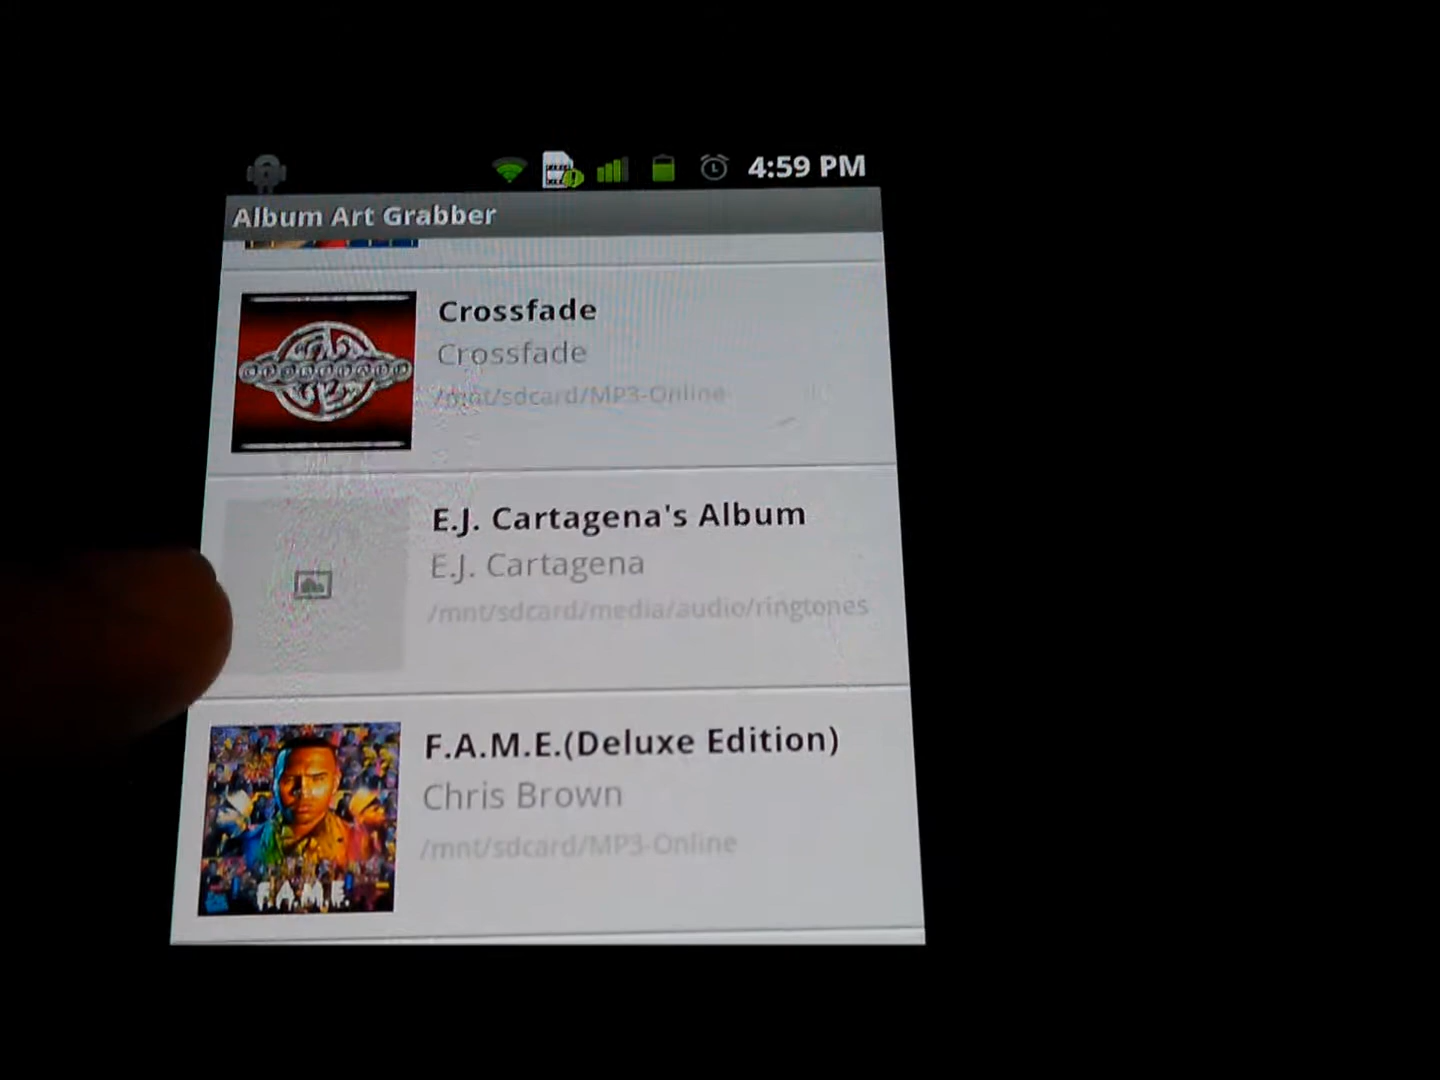 4:59 PM
Album Art Grabber
Crossfade
Crossfade
/mnt/sdcard/MP3-Online
E.J. Cartagena's Album
E.J. Cartagena
/mnt/sdcard/media/audio/ringtones
F.A.M.E.(Deluxe Edition)
Chris Brown
/mnt/sdcard/MP3-Online
F.A.M.E.